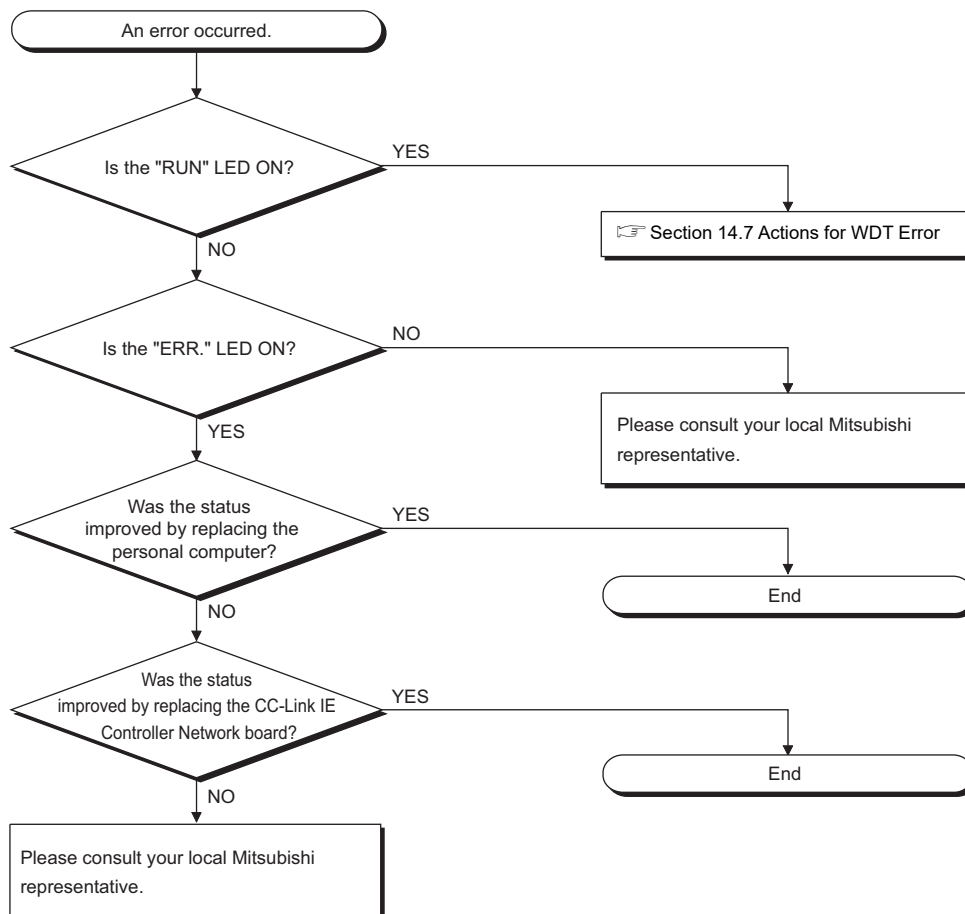 An error occurred.
Is the "RUN" LED ON?
YES
☞ Section 14.7 Actions for WDT Error
NO
Is the "ERR." LED ON?
NO
Please consult your local Mitsubishi
representative.
YES
Was the status
improved by replacing the
personal computer?
YES
End
NO
Was the status
improved by replacing the CC-Link IE
Controller Network board?
YES
End
NO
Please consult your local Mitsubishi
representative.